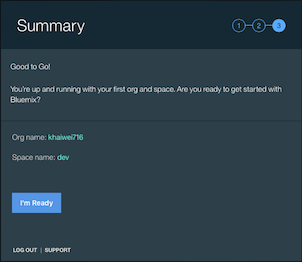 Summary
1 2 3
Good to Go!
You're up and running with your first org and space. Are you ready to get started with
Bluemix?
Org name: khaiwei716
Space name: dev
I'm Ready
LOG OUT | SUPPORT